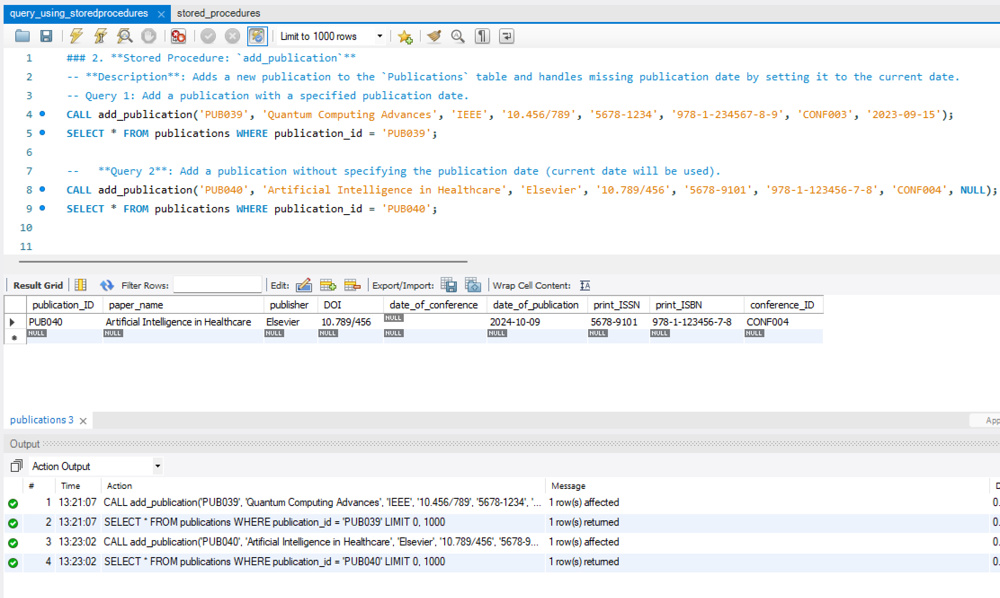 query_using_storedprocedures stored_procedures
Limit to 1000 rows
1 ### 2. **Stored Procedure: `add_publication`**
2 -- **Description**: Adds a new publication to the `Publications` table and handles missing publication date by setting it to the current date.
3 -- Query 1: Add a publication with a specified publication date.
4 CALL add_publication('PUB039', 'Quantum Computing Advances', 'IEEE', '10.456/789', '5678-1234', '978-1-234567-8-9', 'CONF003', '2023-09-15');
5 SELECT * FROM publications WHERE publication_id = 'PUB039';
6
7 -- **Query 2**: Add a publication without specifying the publication date (current date will be used).
8 CALL add_publication('PUB040', 'Artificial Intelligence in Healthcare', 'Elsevier', '10.789/456', '5678-9101', '978-1-123456-7-8', 'CONF004', NULL);
9 SELECT * FROM publications WHERE publication_id = 'PUB040';
10
11
Result Grid Filter Rows: Edit: Export/Import: Wrap Cell Content:
publication_ID paper_name publisher DOI date_of_conference date_of_publication print_ISSN print_ISBN conference_ID
PUB040 Artificial Intelligence in Healthcare Elsevier 10.789/456 NULL 2024-10-09 5678-9101 978-1-123456-7-8 CONF004
NULL NULL NULL NULL NULL NULL NULL NULL NULL
publications 3 App
Output
Action Output
# Time Action Message
1 13:21:07 CALL add_publication('PUB039', 'Quantum Computing Advances', 'IEEE', '10.456/789', '5678-1234', '... 1 row(s) affected 0.
2 13:21:07 SELECT * FROM publications WHERE publication_id = 'PUB039' LIMIT 0, 1000 1 row(s) returned 0.
3 13:23:02 CALL add_publication('PUB040', 'Artificial Intelligence in Healthcare', 'Elsevier', '10.789/456', '5678-9... 1 row(s) affected 0.
4 13:23:02 SELECT * FROM publications WHERE publication_id = 'PUB040' LIMIT 0, 1000 1 row(s) returned 0.